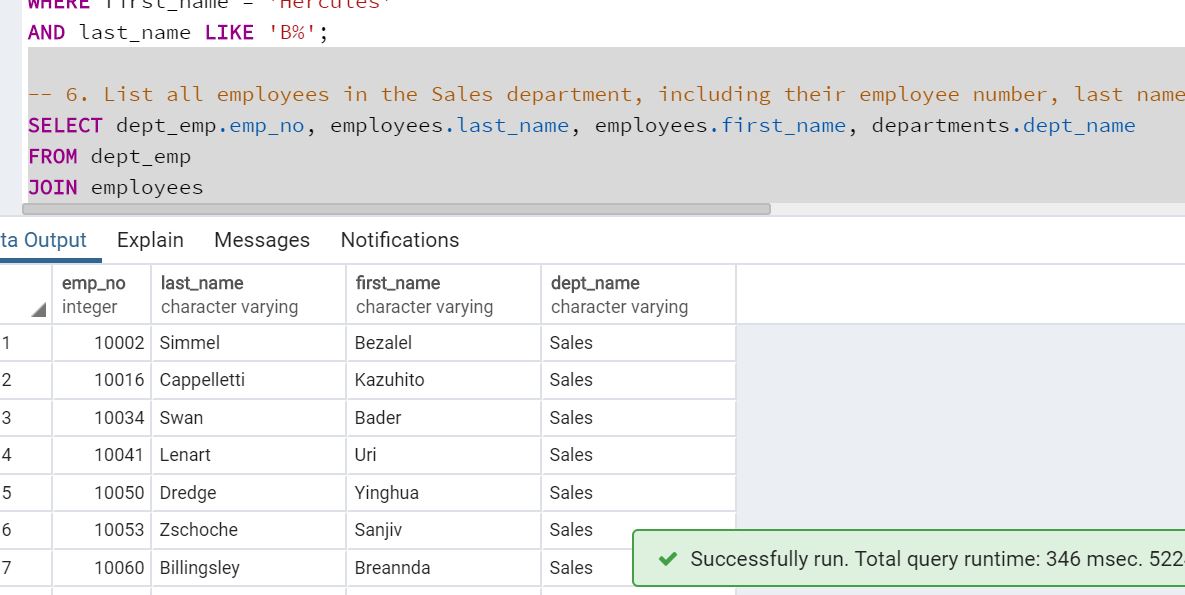 WHERE first_name = 'Hercules'
AND last_name LIKE 'B%';
-- 6. List all employees in the Sales department, including their employee number, last name
SELECT dept_emp.emp_no, employees.last_name, employees.first_name, departments.dept_name
FROM dept_emp
JOIN employees
ta Output Explain Messages Notifications
emp_no last_name first_name dept_name
integer character varying character varying character varying
1 10002 Simmel Bezalel Sales
2 10016 Cappelletti Kazuhito Sales
3 10034 Swan Bader Sales
4 10041 Lenart Uri Sales
5 10050 Dredge Yinghua Sales
6 10053 Zschoche Sanjiv Sales
7 10060 Billingsley Breannda Sales
Successfully run. Total query runtime: 346 msec. 522